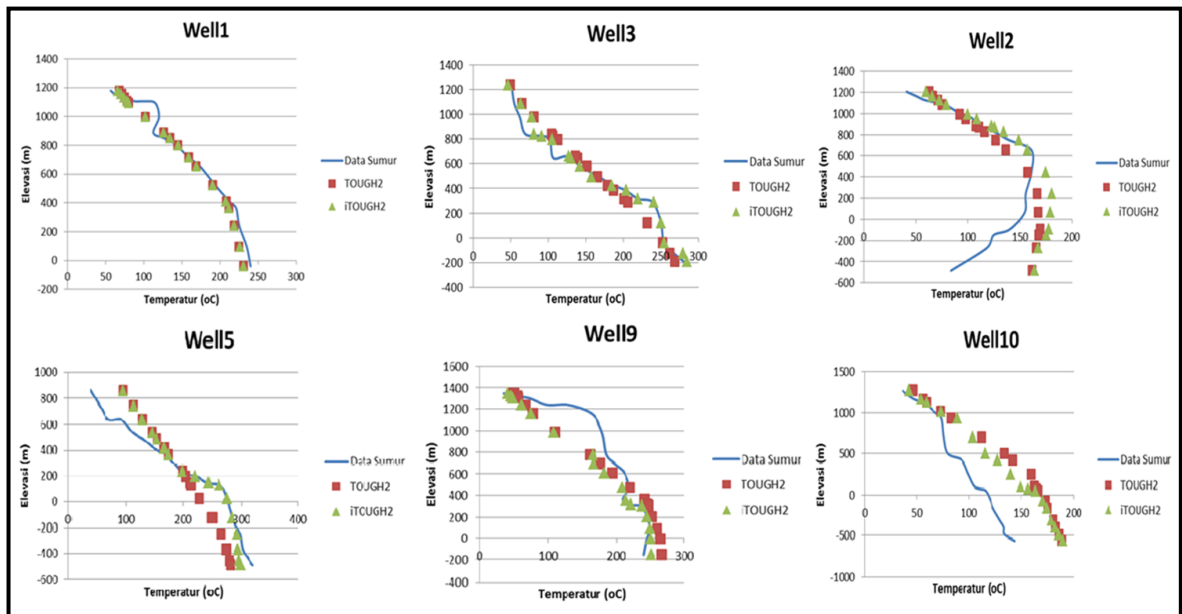 Well1
1400
1200
1000
800
600
400
200
0
-200
0
50
100
150
200
250
300
Elevasi (m)
Temperatur (oC)
Data Sumur
TOUGH2
iTOUGH2
Well3
1400
1200
1000
800
600
400
200
0
-200
-400
0
50
100
150
200
250
300
Elevasi (m)
Temperatur (oC)
Data Sumur
TOUGH2
iTOUGH2
Well2
1400
1200
1000
800
600
400
200
0
-200
-400
-600
0
50
100
150
200
Elevasi (m)
Temperatur (oC)
Data Sumur
TOUGH2
iTOUGH2
Well5
1000
800
600
400
200
0
-200
-400
-600
0
100
200
300
400
Elevasi (m)
Temperatur (oC)
Data Sumur
TOUGH2
iTCUGH2
Well9
1600
1400
1200
1000
800
600
400
200
0
-200
-400
0
100
200
300
Elevasi (m)
Temperatur (oC)
Data Sumur
TOUGH2
iTOUGH2
Well10
1500
1000
500
0
-500
-1000
0
50
100
150
200
Elevasi (m)
Temperatur (oC)
Data Sumur
TOUGH2
iTOUGH2